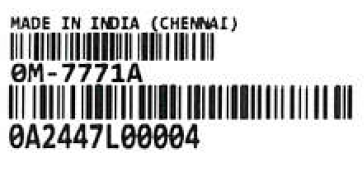 MADE IN INDIA (CHENNAI)
0M-7771A
0A2447L00004